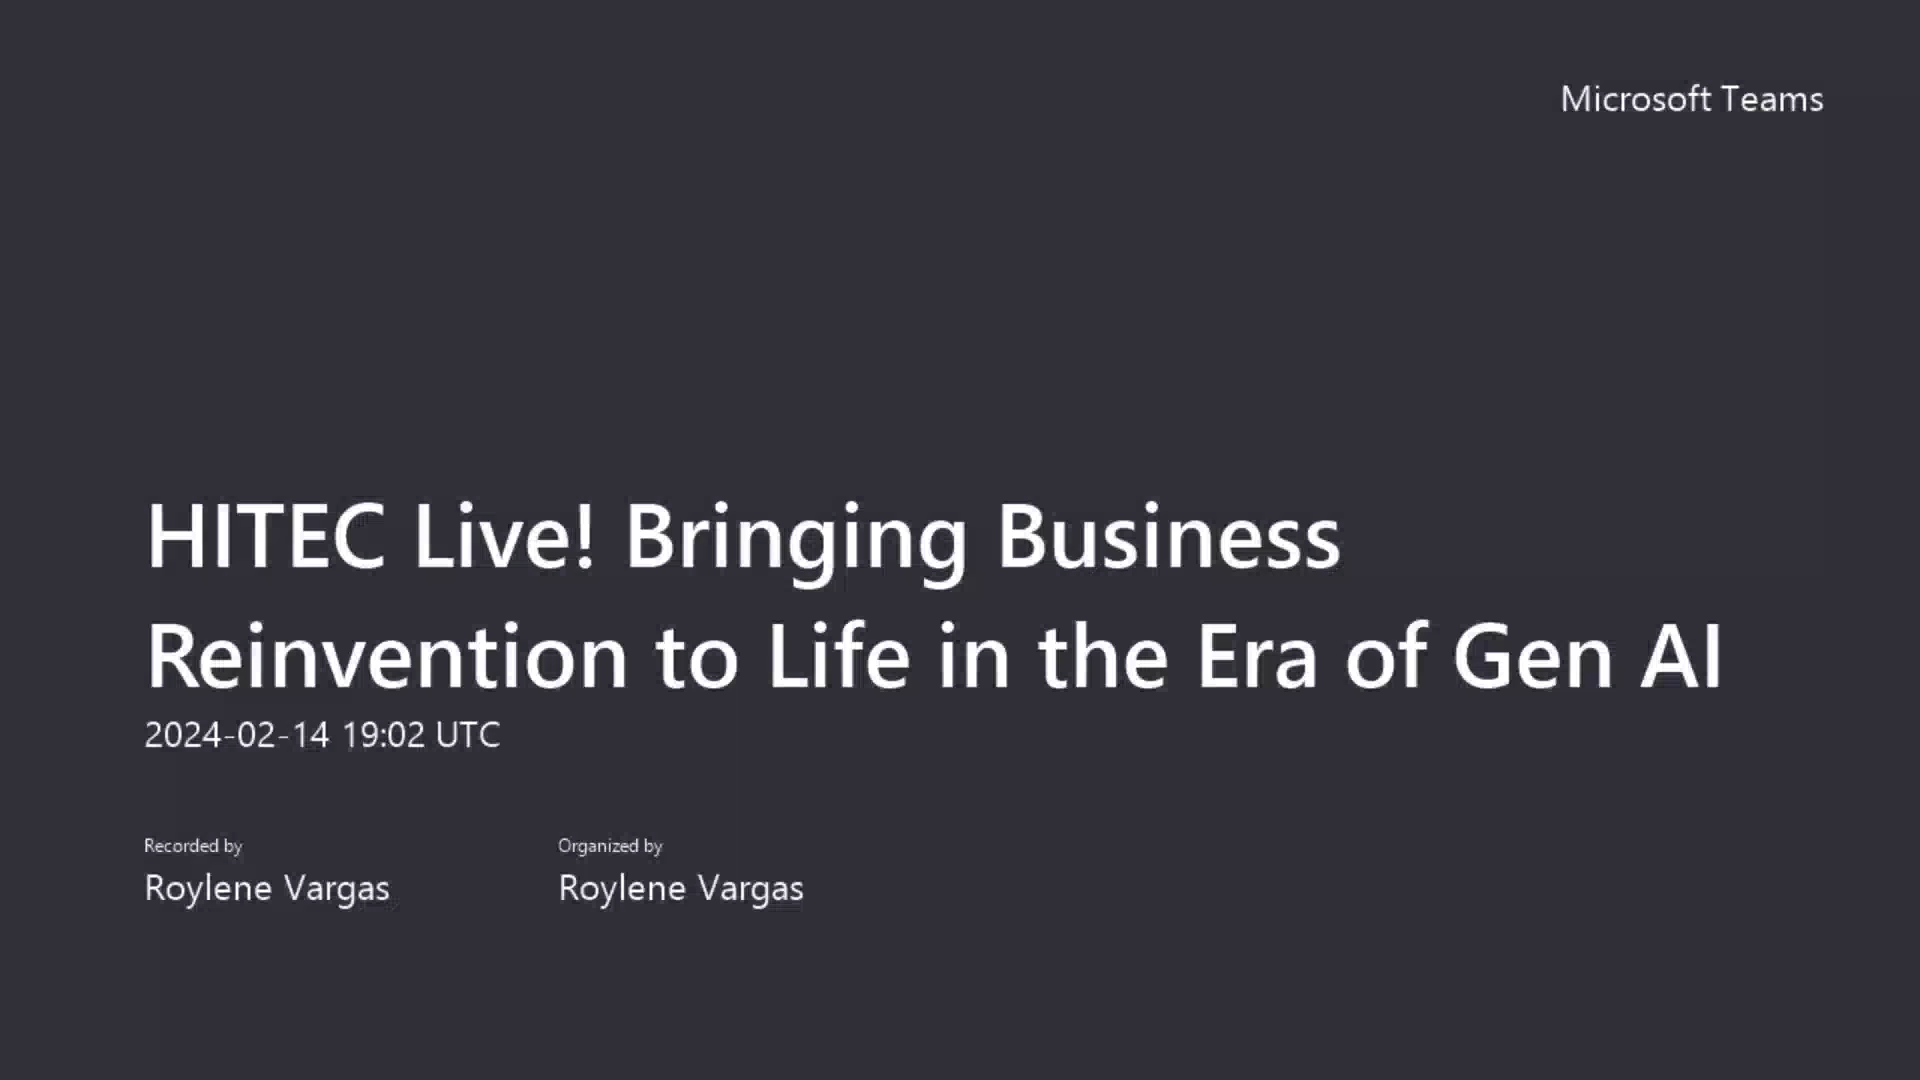 Microsoft Teams
HITEC Live! Bringing Business
Reinvention to Life in the Era of Gen AI
2024-02-14 19:02 UTC
Recorded by
Roylene Vargas
Organized by
Roylene Vargas